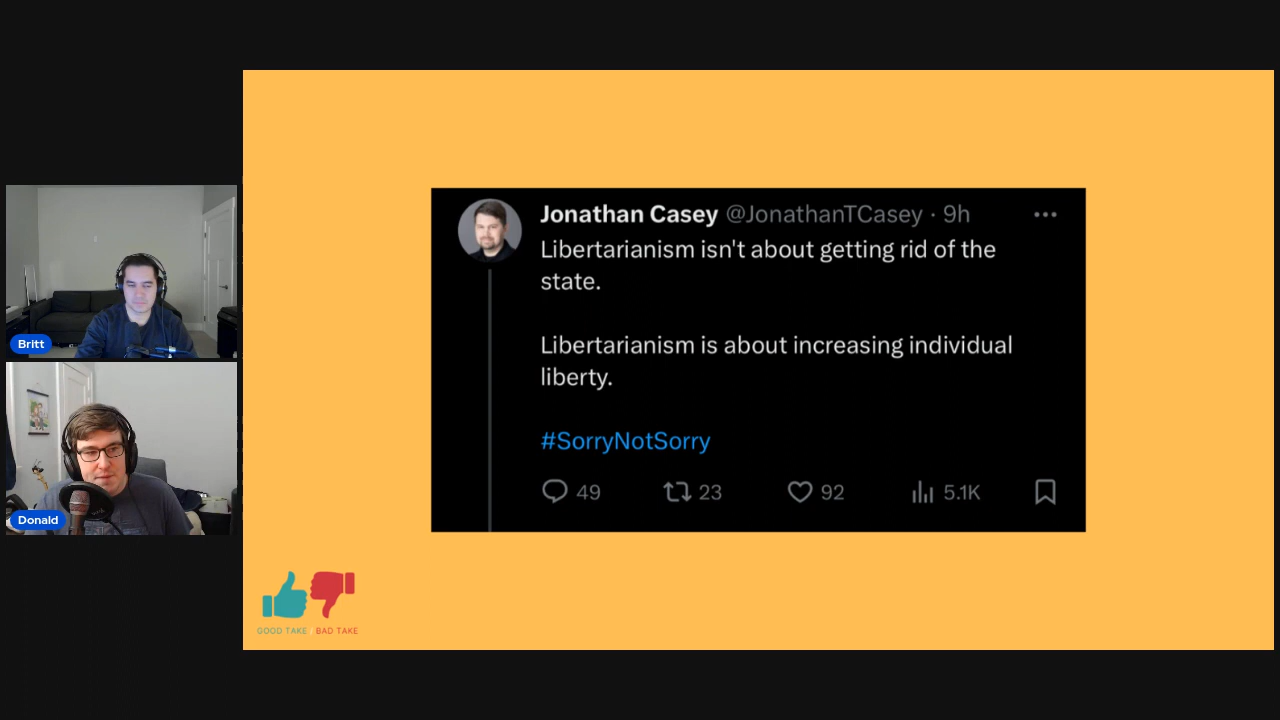 Britt
Donald
Jonathan Casey @JonathanTCasey · 9h
Libertarianism isn't about getting rid of the
state.
Libertarianism is about increasing individual
liberty.
#SorryNotSorry
49 23 92 5.1K
GOOD TAKE / BAD TAKE